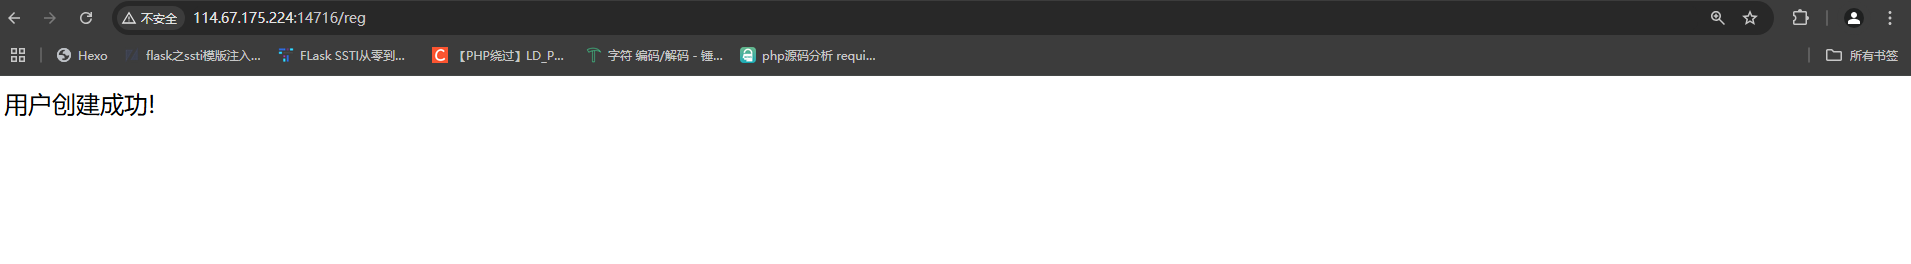 不安全 114.67.175.224:14716/reg
Hexo flask之ssti模版注入... FLask SSTI从零到... 【PHP绕过】LD_P... 字符 编码/解码 - 锤... php源码分析 requi... 所有书签
用户创建成功!